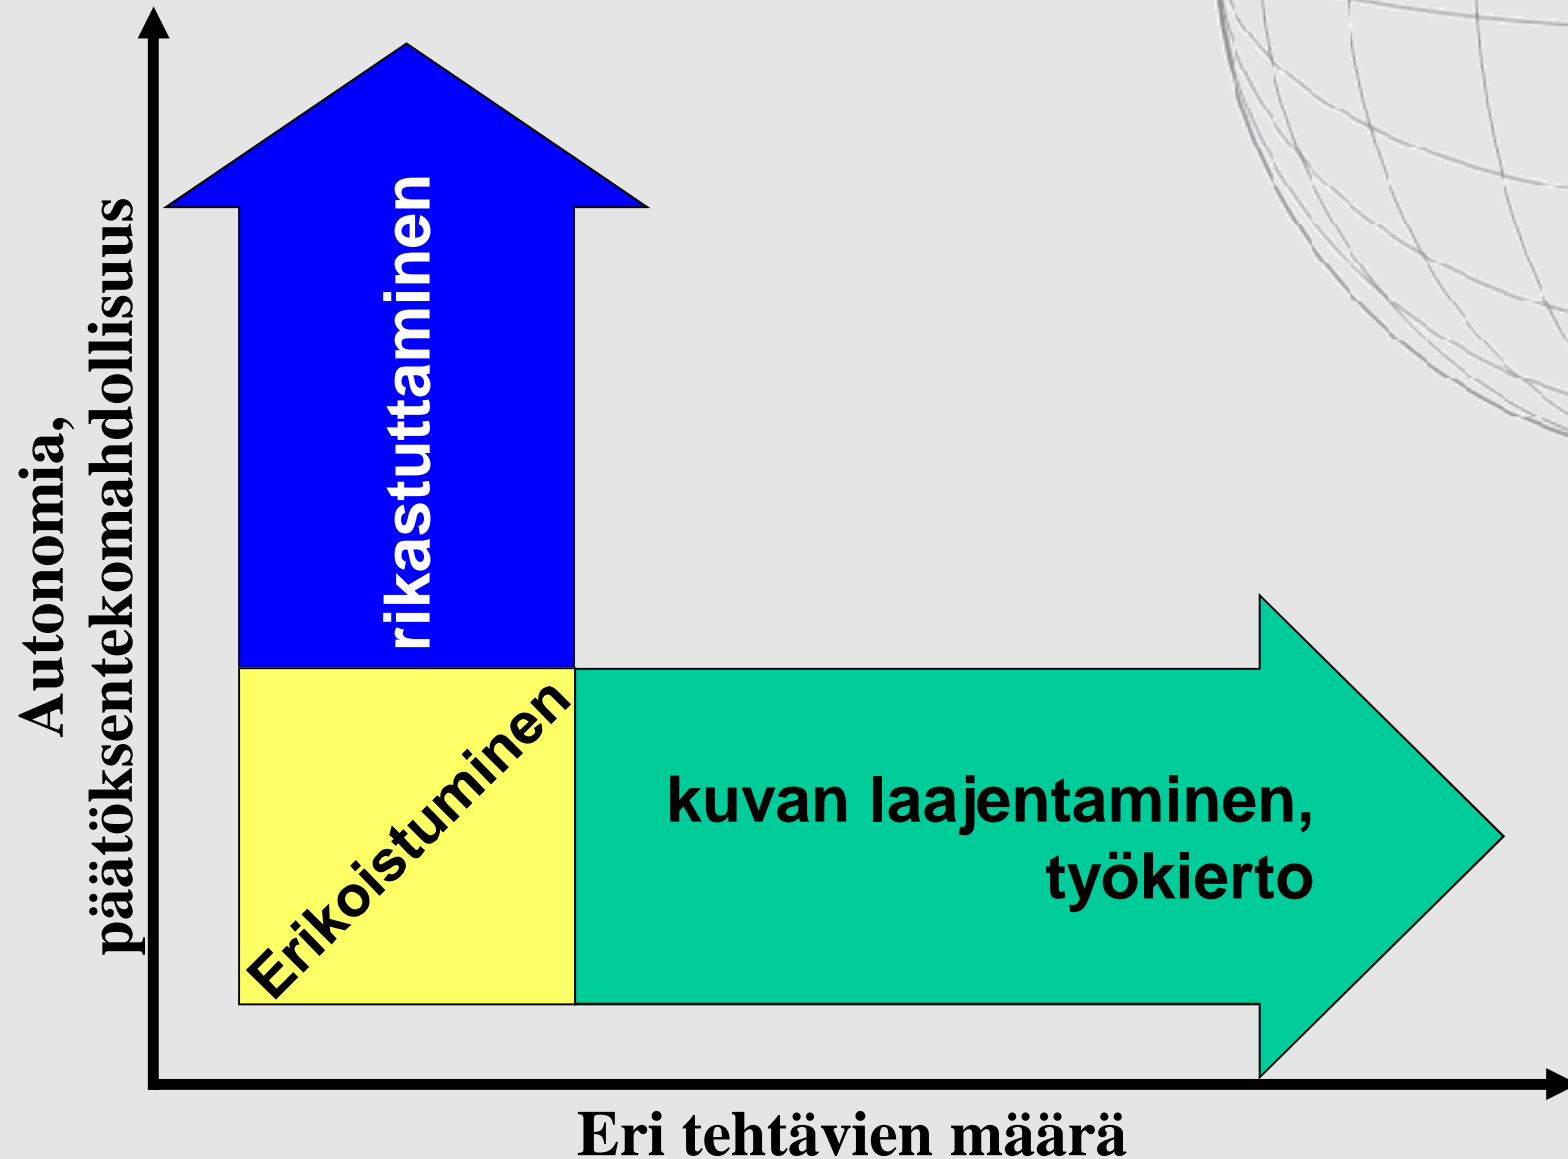 Autonomia,
päätöksentekomahdollisuus
rikastuttaminen
Erikoistuminen
kuvan laajentaminen,
työkierto
Eri tehtävien määrä